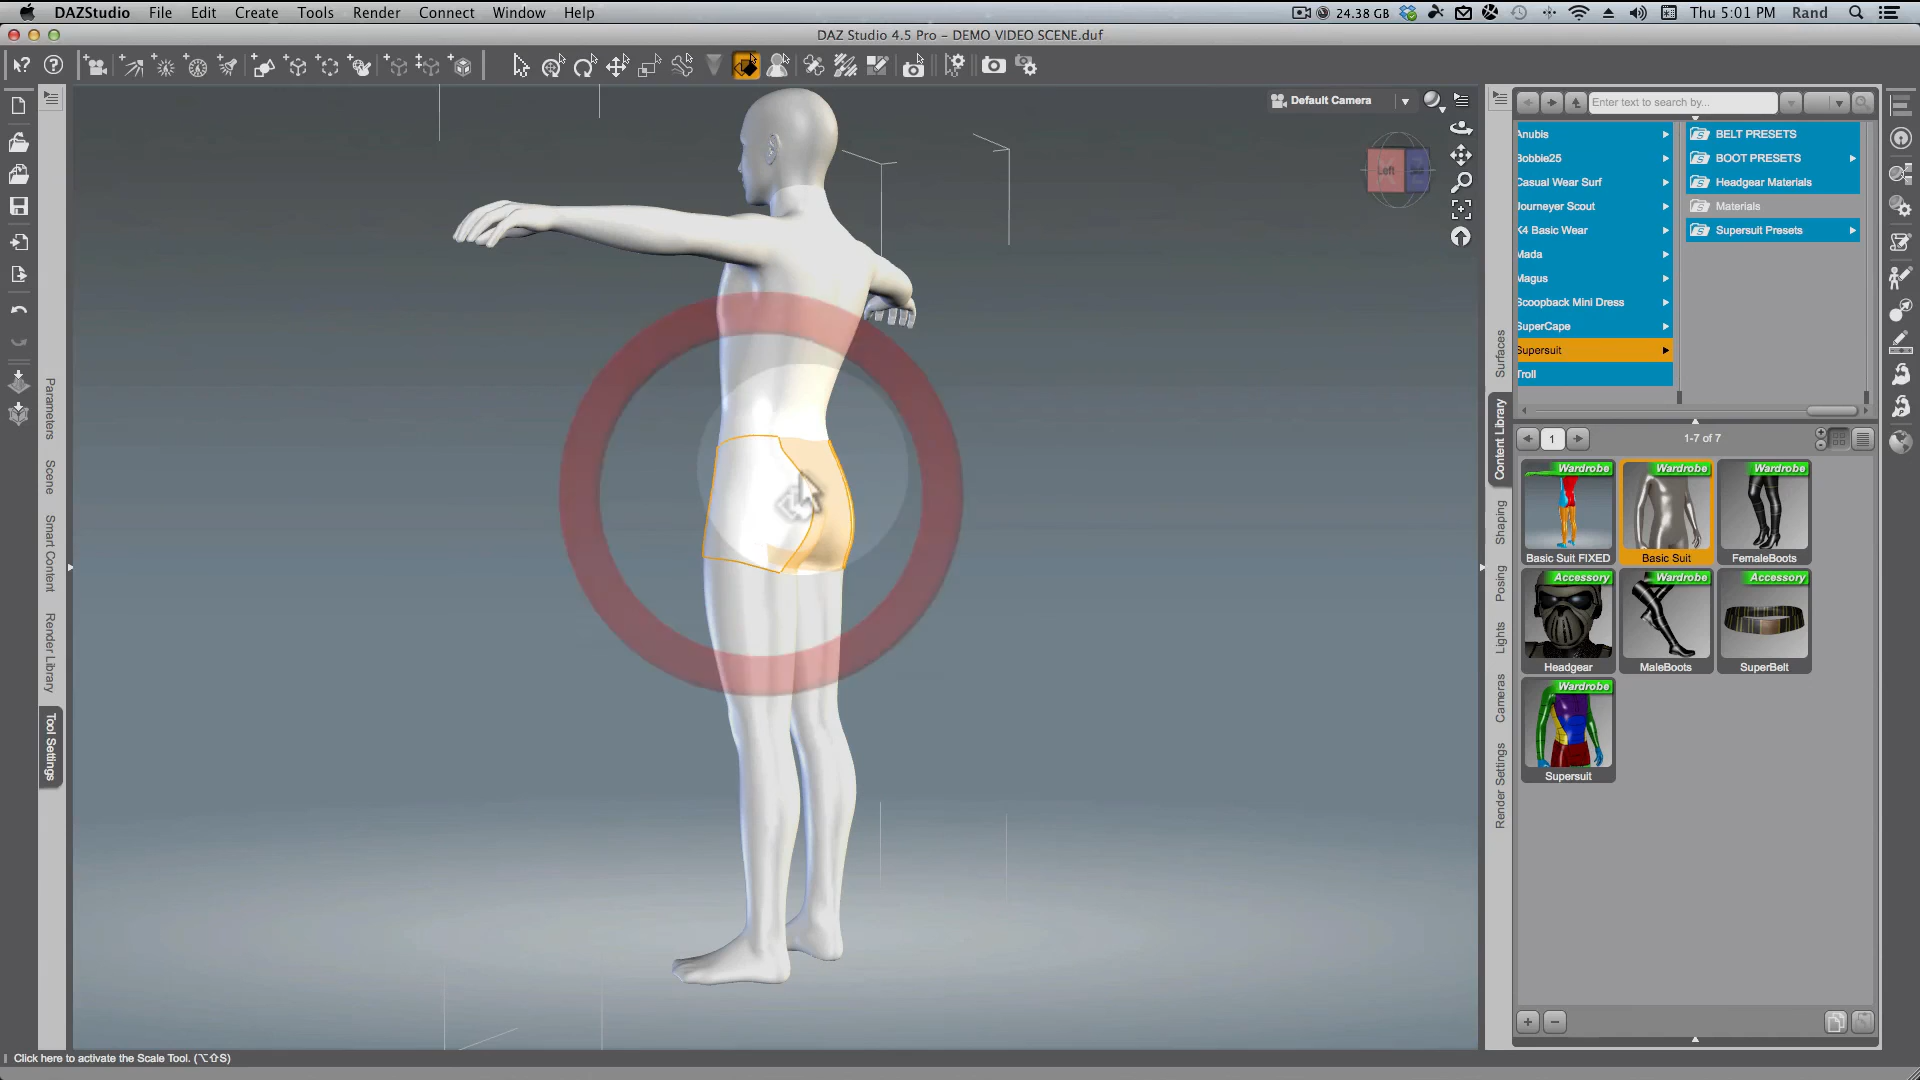 DAZStudio File Edit Create Tools Render Connect Window Help 24.38 GB Thu 5:01 PM Rand
DAZ Studio 4.5 Pro - DEMO VIDEO SCENE.duf
Default Camera
Left
Parameters
Scene
Smart Content
Render Library
Tool Settings
Surfaces
Content Library
Shaping
Posing
Lights
Cameras
Render Settings
Enter text to search by...
Anubis
Bobbie25
Casual Wear Surf
Journeyer Scout
K4 Basic Wear
Mada
Magus
Scoopback Mini Dress
SuperCape
Supersuit
Troll
BELT PRESETS
BOOT PRESETS
Headgear Materials
Materials
Supersuit Presets
1
1-7 of 7
Wardrobe
Basic Suit FIXED
Wardrobe
Basic Suit
Wardrobe
FemaleBoots
Accessory
Headgear
Wardrobe
MaleBoots
Accessory
SuperBelt
Wardrobe
Supersuit
Click here to activate the Scale Tool. (⌥⇧S)